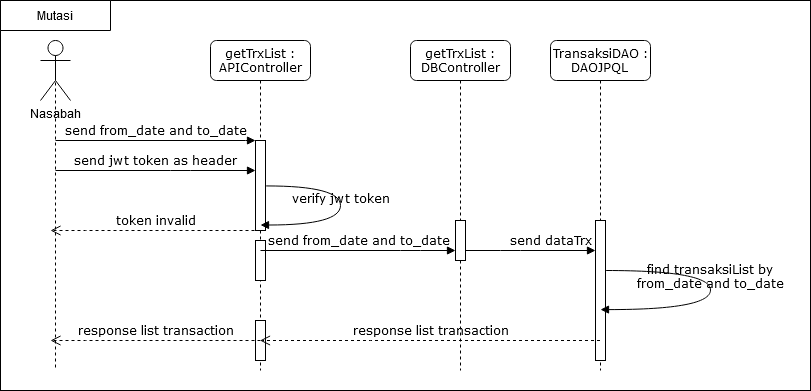 Mutasi
getTrxList :
APIController
getTrxList :
DBController
TransaksiDAO :
DAOJPQL
Nasabah
send from_date and to_date
send jwt token as header
verify jwt token
token invalid
send from_date and to_date
send dataTrx
find transaksiList by
from_date and to_date
response list transaction
response list transaction